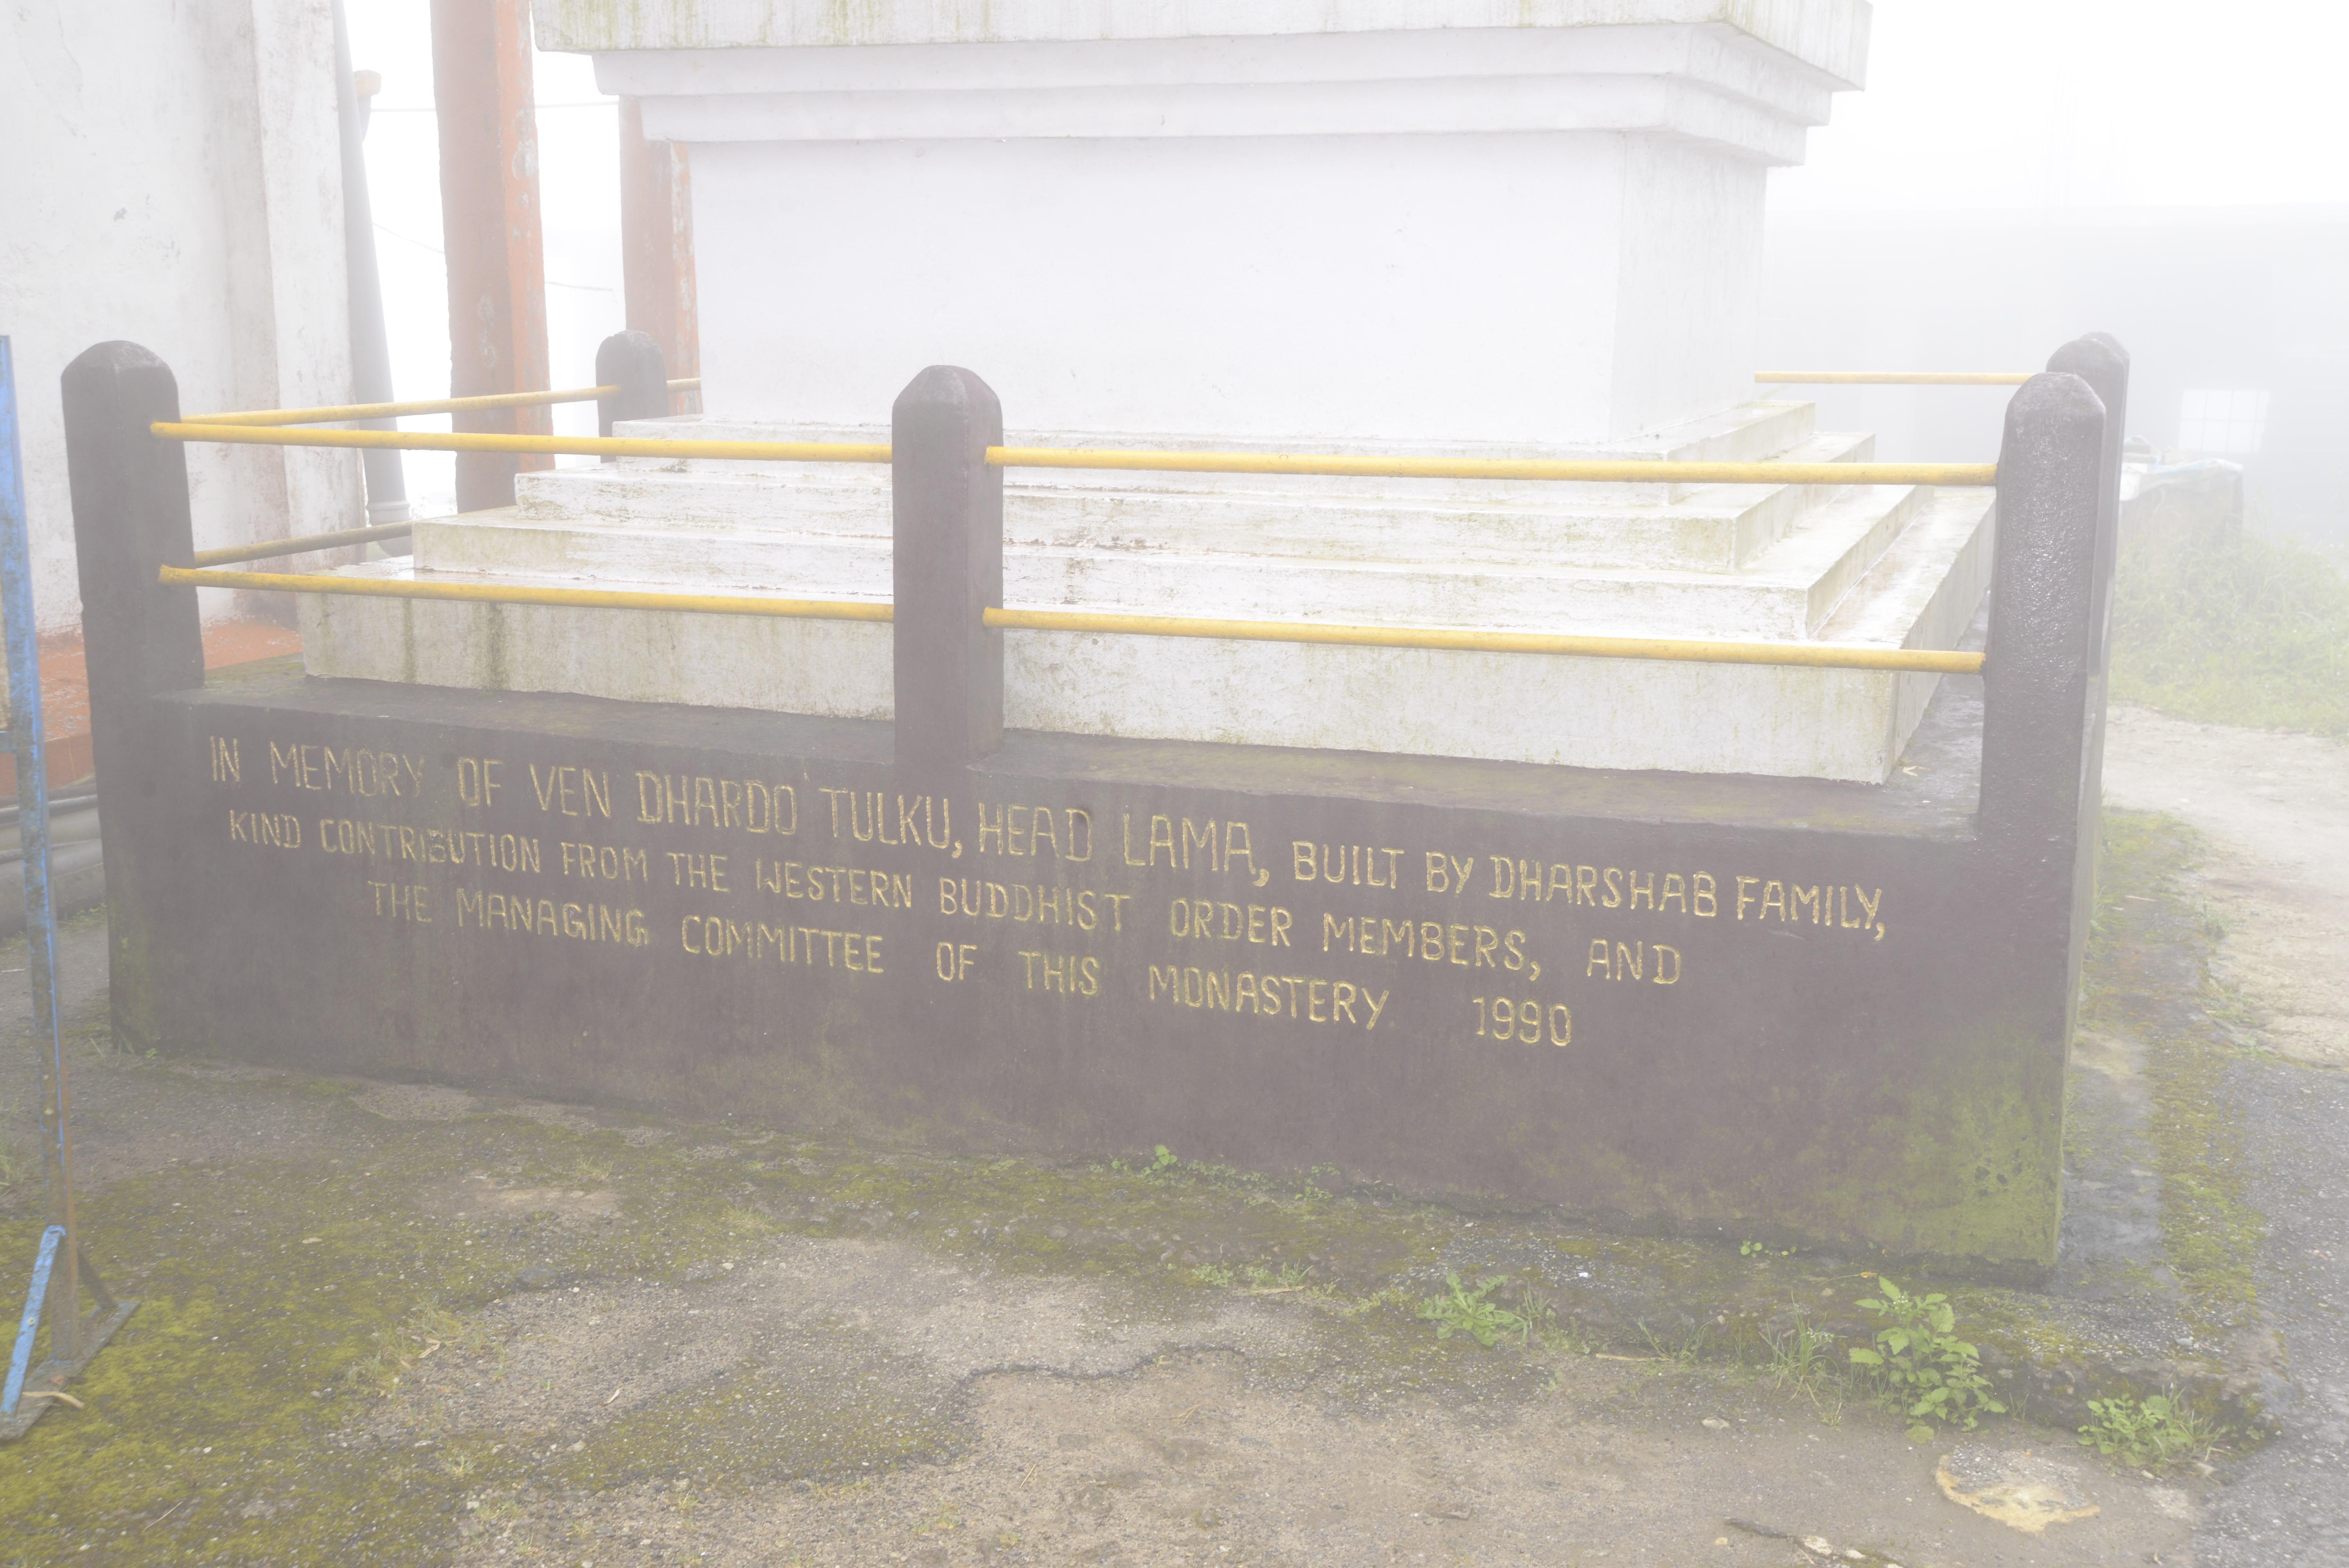 IN MEMORY OF VEN DHARDO TULKU, HEAD LAMA, BUILT BY DHARSHAB FAMILY,
KIND CONTRIBUTION FROM THE WESTERN BUDDHIST ORDER MEMBERS, AND
THE MANAGING COMMITTEE OF THIS MONASTERY 1990